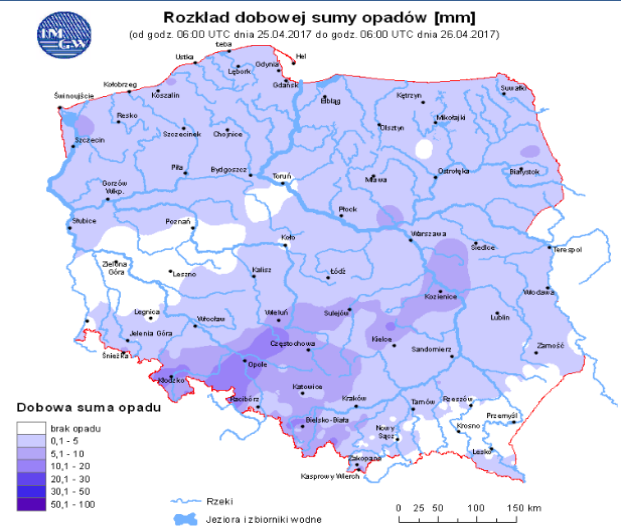 IM
GW
Rozkład dobowej sumy opadów [mm]
(od godz. 06:00 UTC dnia 25.04.2017 do godz. 06:00 UTC dnia 26.04.2017)
Łeba
Ustka
Hel
Gdynia
Lębork
Gdańsk
Kołobrzeg
Koszalin
Świnoujście
Elbląg
Kętrzyn
Suwałki
Resko
Mikołajki
Szczecinek
Chojnice
Olsztyn
Szczecin
Piła
Bydgoszcz
Toruń
Mława
Ostrołęka
Białystok
Gorzów
Wlkp.
Płock
Słubice
Poznań
Koło
Warszawa
Siedlce
Terespol
Zielona
Góra
Leszno
Kalisz
Łódź
Kozienice
Włodawa
Legnica
Wrocław
Wieluń
Sulejów
Lublin
Jelenia Góra
Częstochowa
Kielce
Sandomierz
Zamość
Śnieżka
Opole
Kłodzko
Katowice
Racibórz
Kraków
Tarnów
Rzeszów
Przemyśl
Bielsko-Biała
Nowy
Sącz
Krosno
Lesko
Zakopane
Kasprowy Wierch
Dobowa suma opadu
brak opadu
0,1 - 5
5,1 - 10
10,1 - 20
20,1 - 30
30,1 - 50
50,1 - 100
Rzeki
Jeziora i zbiorniki wodne
0 25 50 100 150 km